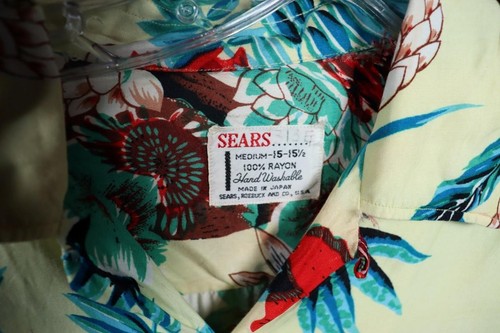 SEARS
MEDIUM-15-15½
100% RAYON
Hand Washable
MADE IN JAPAN
SEARS, ROEBUCK AND CO., U.S.A.